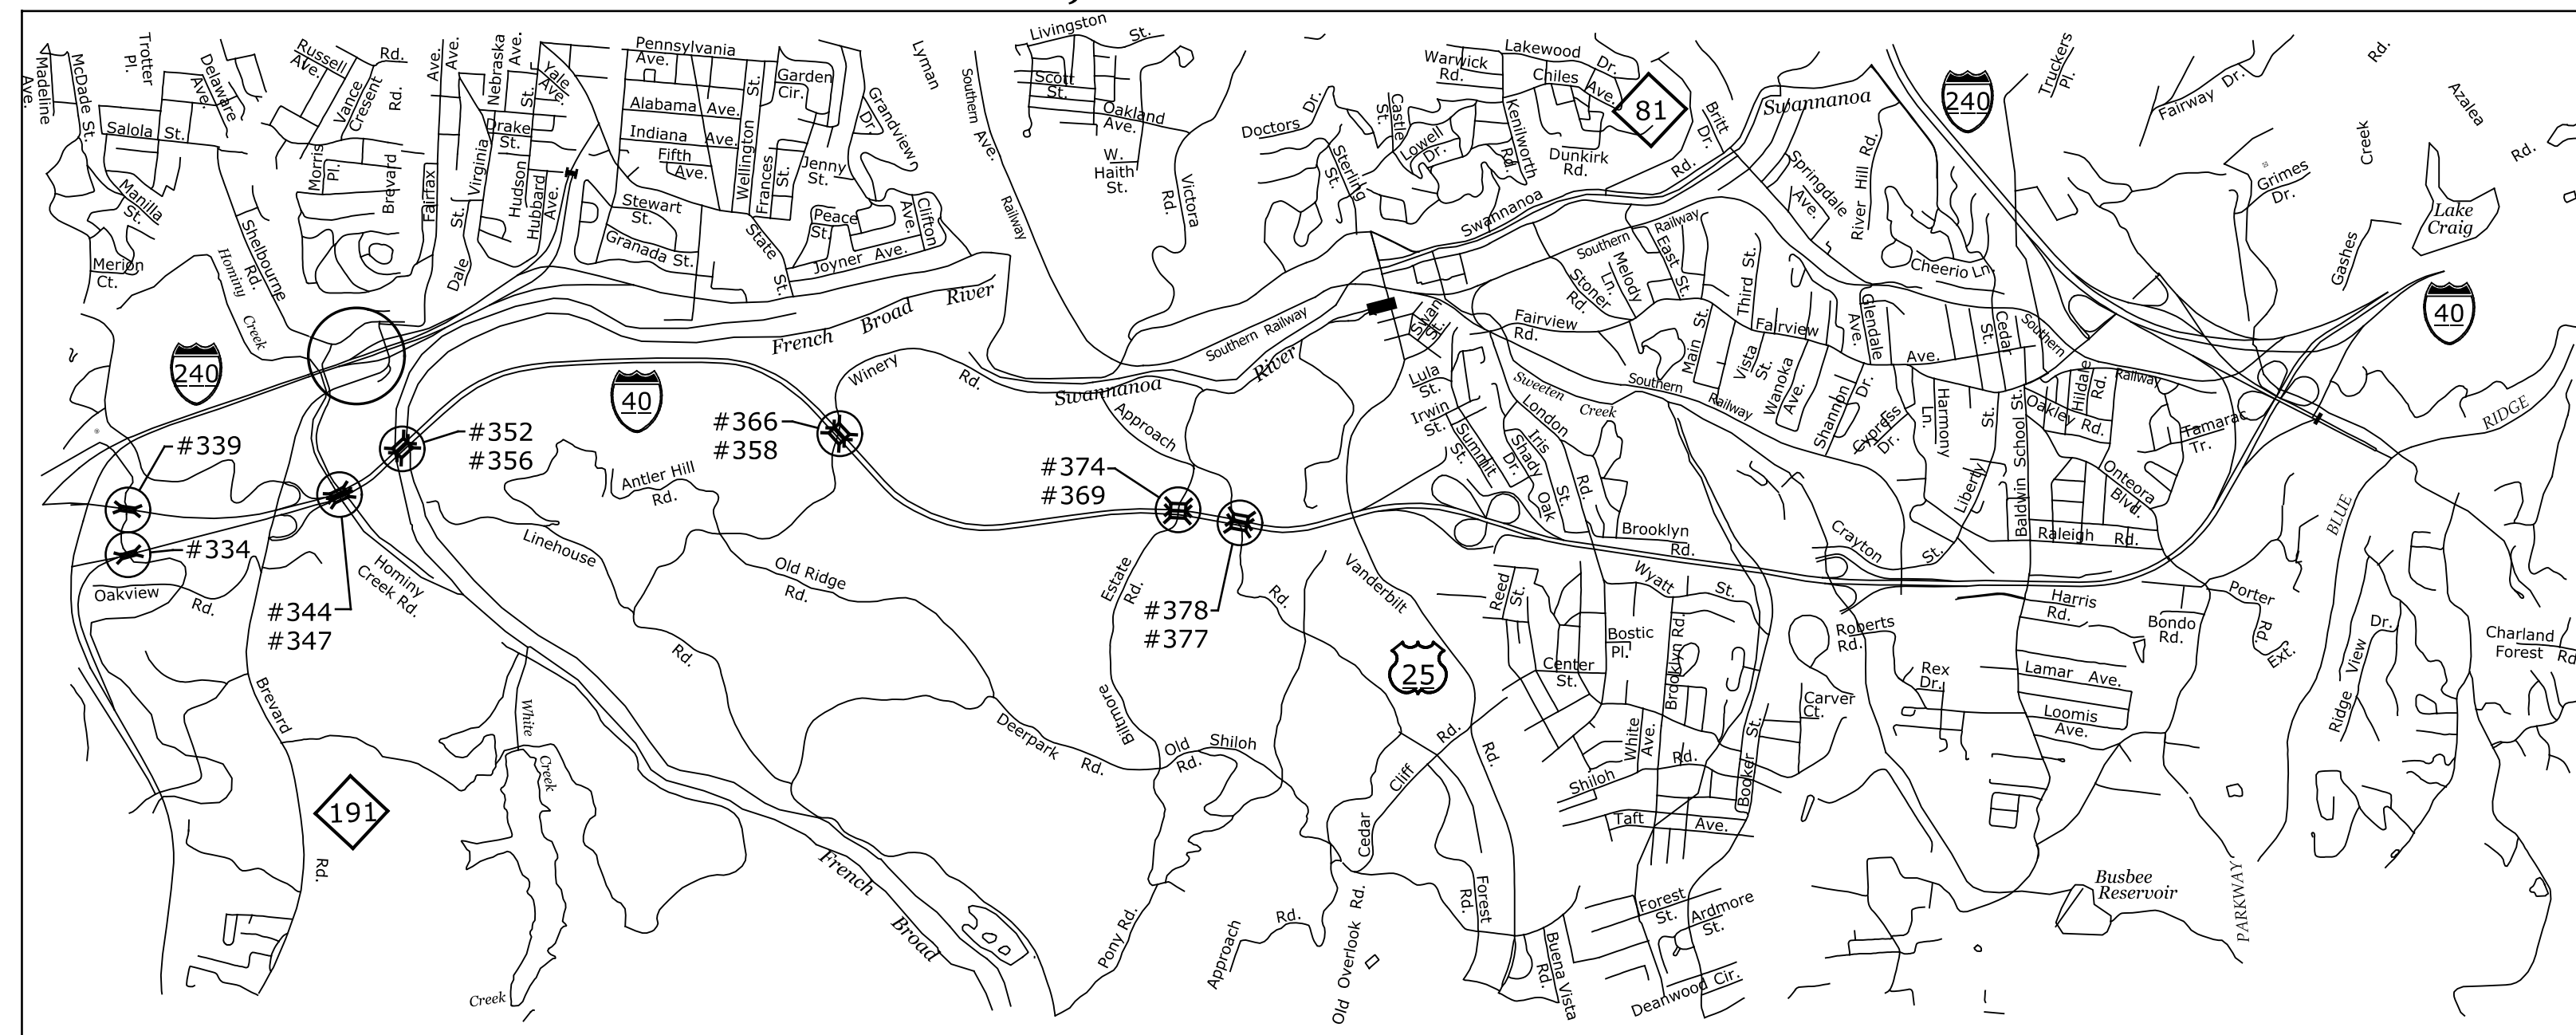 Madeline
Ave.
McDade St.
Trotter
Pl.
Delaware
Ave.
Salola St.
Manilla
St.
Merion
Ct.
Russell
Ave.
Rd.
Vance
Cresent
Rd.
Morris
Pl.
Brevard
Shelbourne
Rd.
Hominy
Creek
Ave.
Fairfax
Ave.
Nebraska
Ave.
St.
Yale
Ave.
Drake
St.
Virginia
St.
Dale
Hudson
Hubbard
Ave.
Pennsylvania
Ave.
Alabama Ave.
Indiana Ave.
Fifth
Ave.
Wellington
St.
Frances
St.
Garden
Cir.
Jenny
St.
Grandview
Dr.
Stewart
St.
Granada St.
State
St.
Peace
St.
Joyner Ave.
Clifton
Ave.
Lyman
Southern Ave.
Railway
Livingston St.
Scott
St.
Oakland
Ave.
W.
Haith
St.
Victora
Rd.
French Broad River
Doctors Dr.
Castle
St.
Lowell
Dr.
Sterling
St.
Warwick
Rd.
Lakewood
Dr.
Chiles
Ave.
Kenilworth
Rd.
Dunkirk
Rd.
81
Britt
Dr.
Swannanoa
Rd.
Swannanoa
240
Truckers
Pl.
Fairway Dr.
Rd.
Azalea
Rd.
Creek
Grimes
Dr.
Gashes
Lake
Craig
Springdale
Ave.
River Hill Rd.
Cheerio Ln.
Southern Railway
Stoner
Rd.
Melody
Ln.
East St.
Third St.
Main St.
Fairview
Rd.
Fairview
Ave.
Vista
St.
Wanoka
Ave.
Glendale
Ave.
Shannon
Dr.
Cypress
Dr.
Harmony
Ln.
Cedar
St.
St.
Southern
Railway
Liberty
Baldwin School St.
Oakley Rd.
Hildale
Rd.
Tamarac
Tr.
Onteora
Blvd.
Raleigh Rd.
40
240
40
Winery
Rd.
Swannanoa
River
Southern Railway
Swan
St.
Lula
St.
Irwin
St.
Summit
St.
Sweeten
Creek
Southern
Railway
London
Rd.
Iris
St.
Shady
Dr.
Oak
Brooklyn
Rd.
Crayton
St.
Approach
Rd.
#339
#334
#344
#347
#352
#356
#366
#358
#374
#369
#378
#377
Antler Hill
Rd.
Linehouse
Rd.
Old Ridge
Rd.
Estate
Rd.
Biltmore
Oakview
Rd.
Hominy
Creek Rd.
Brevard
Rd.
191
White
Creek
Creek
Deerpark
Rd.
Old
Rd.
Shiloh
Vanderbilt
Rd.
25
Reed
St.
Wyatt
St.
Bostic
Pl.
Brooklyn Rd.
Center
St.
White
Ave.
Shiloh
Rd.
Booker St.
Taft
Ave.
Carver
Ct.
Roberts
Rd.
Rex
Dr.
Harris
Rd.
Lamar Ave.
Loomis
Ave.
Bondo
Rd.
Porter
Rd.
Ext.
BLUE
RIDGE
PARKWAY
Ridge View
Dr.
Charland
Forest Rd
Cedar
Cliff
Rd.
Forest
Rd.
French
Broad
Pony Rd.
Approach
Rd.
Old Overlook Rd.
Buena Vista
Rd.
Forest
St.
Ardmore
St.
Deanwood Cir.
Busbee
Reservoir